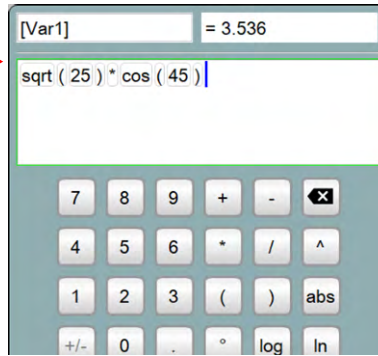 [Var1] = 3.536
sqrt ( 25 ) * cos ( 45 )
7 8 9 + -
4 5 6 * / ^
1 2 3 ( ) abs
+/- 0 . ° log ln